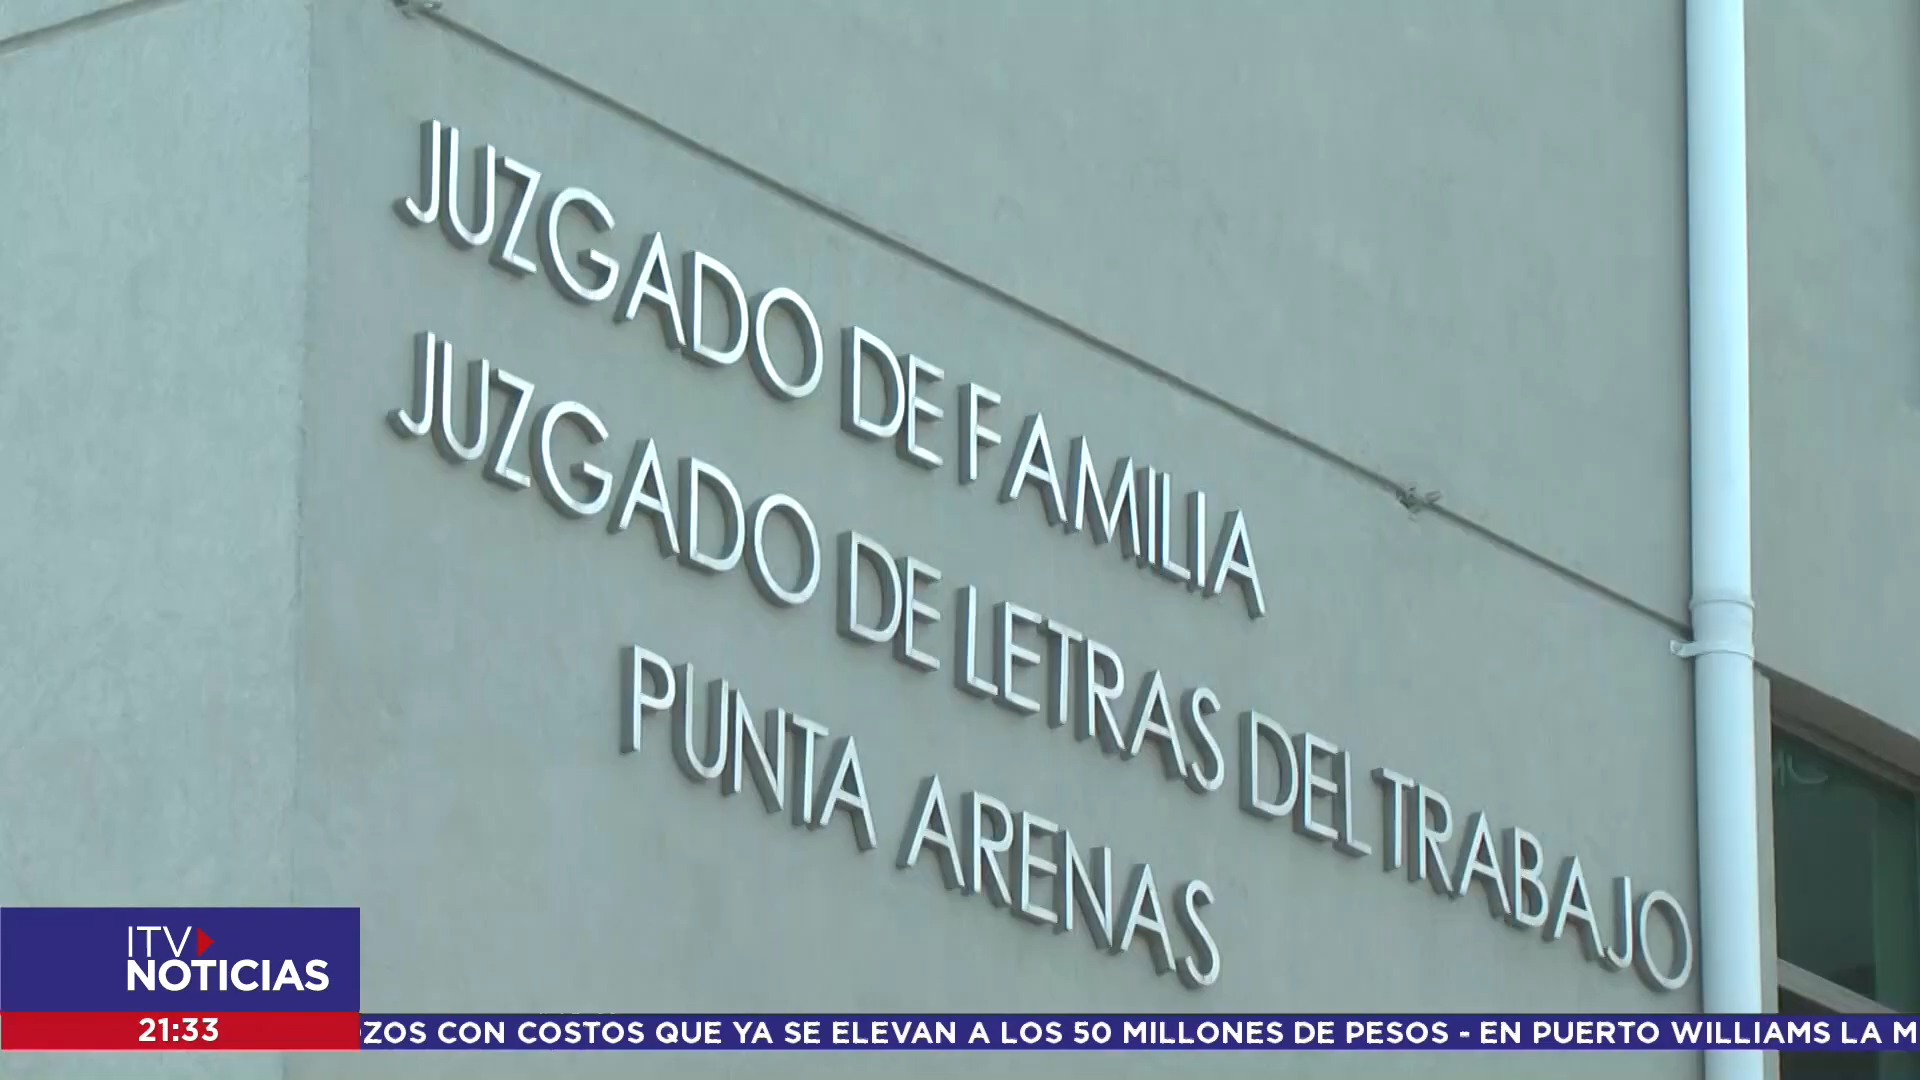 JUZGADO DE FAMILIA
JUZGADO DE LETRAS DEL TRABAJO
PUNTA ARENAS
ITV
NOTICIAS
21:33
CON COSTOS QUE YA SE ELEVAN A LOS 50 MILLONES DE PESOS - EN PUERTO WILLIAMS LA